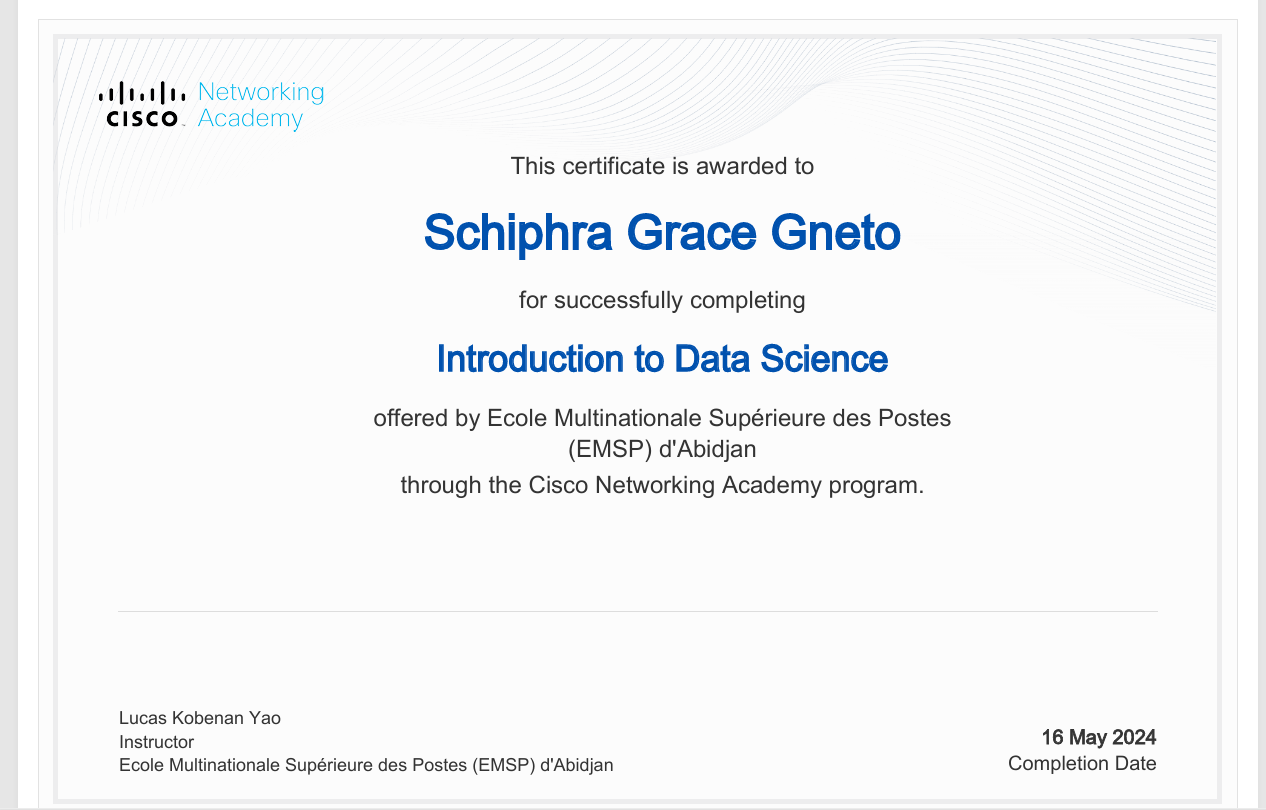 CISCO
Networking
Academy
This certificate is awarded to
Schiphra Grace Gneto
for successfully completing
Introduction to Data Science
offered by Ecole Multinationale Supérieure des Postes
(EMSP) d'Abidjan
through the Cisco Networking Academy program.
Lucas Kobenan Yao
Instructor
Ecole Multinationale Supérieure des Postes (EMSP) d'Abidjan
16 May 2024
Completion Date